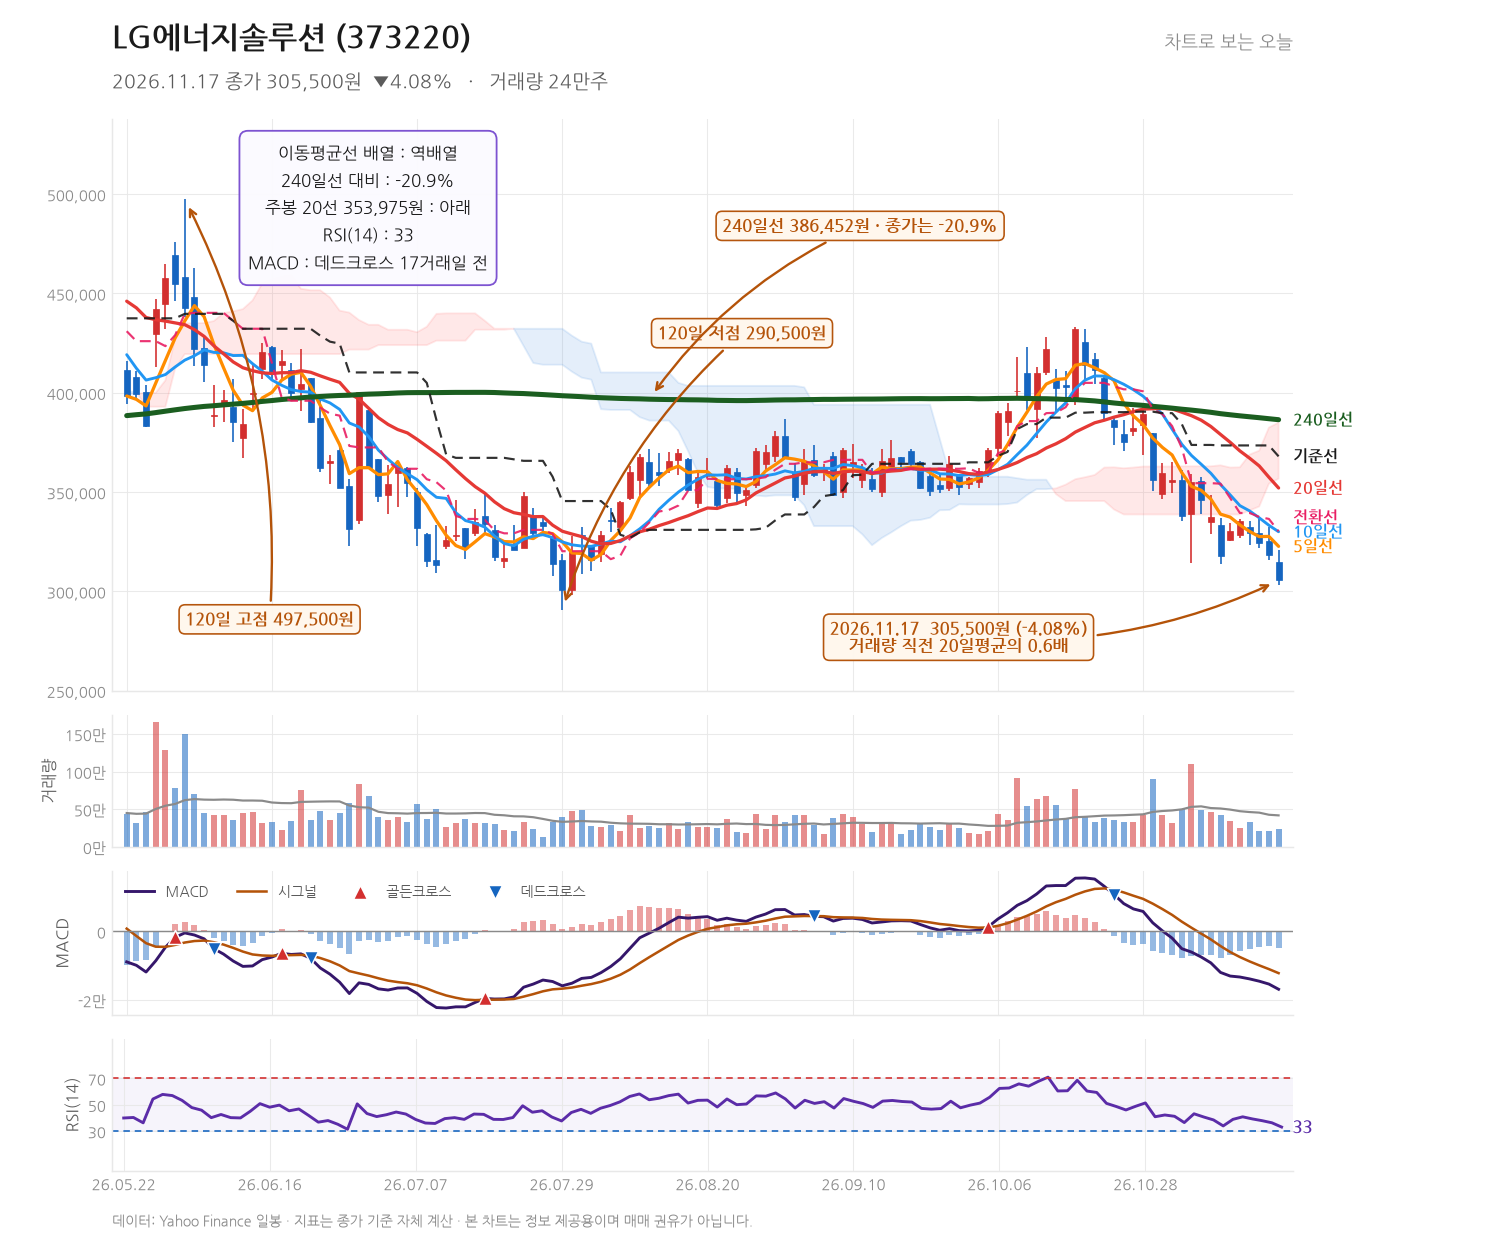 LG에너지솔루션 (373220)
차트로 보는 오늘
2026.11.17 종가 305,500원 ▼4.08% · 거래량 24만주
이동평균선 배열 : 역배열
240일선 대비 : -20.9%
주봉 20선 353,975원 : 아래
RSI(14) : 33
MACD : 데드크로스 17거래일 전
240일선 386,452원 · 종가는 -20.9%
120일 저점 290,500원
120일 고점 497,500원
2026.11.17 305,500원 (-4.08%)
거래량 직전 20일평균의 0.6배
500,000
450,000
400,000
350,000
300,000
250,000
240일선
기준선
20일선
전환선
10일선
5일선
거래량
150만
100만
50만
0만
MACD
MACD 시그널 골든크로스 데드크로스
0
-2만
RSI(14)
70
50
30
33
26.05.22 26.06.16 26.07.07 26.07.29 26.08.20 26.09.10 26.10.06 26.10.28
데이터: Yahoo Finance 일봉 · 지표는 종가 기준 자체 계산 · 본 차트는 정보 제공용이며 매매 권유가 아닙니다.